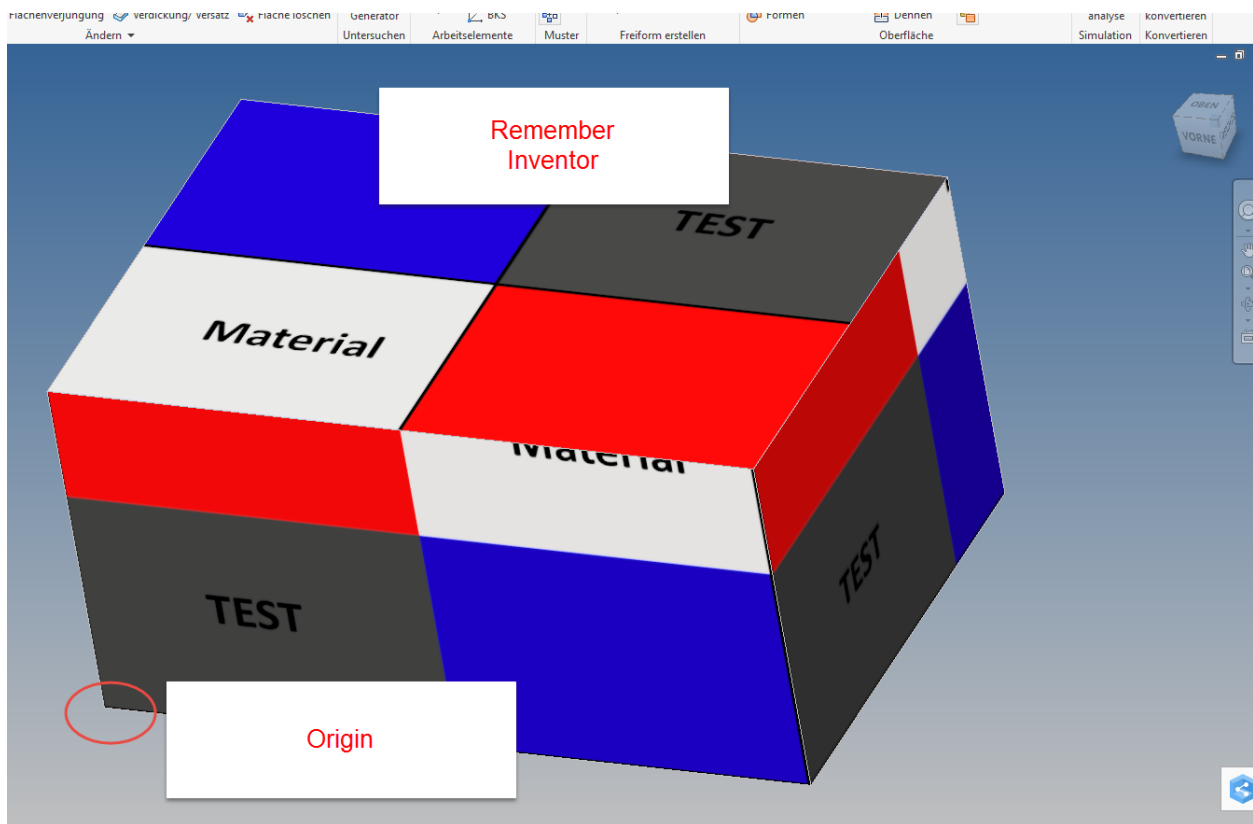 Flächenverjüngung Verdickung/ Versatz Fläche löschen Generator BKS Formen Dehnen analyse konvertieren
Ändern Untersuchen Arbeitselemente Muster Freiform erstellen Oberfläche Simulation Konvertieren
OBEN
VORNE
Remember
Inventor
TEST
Material
Material
TEST
TEST
Origin